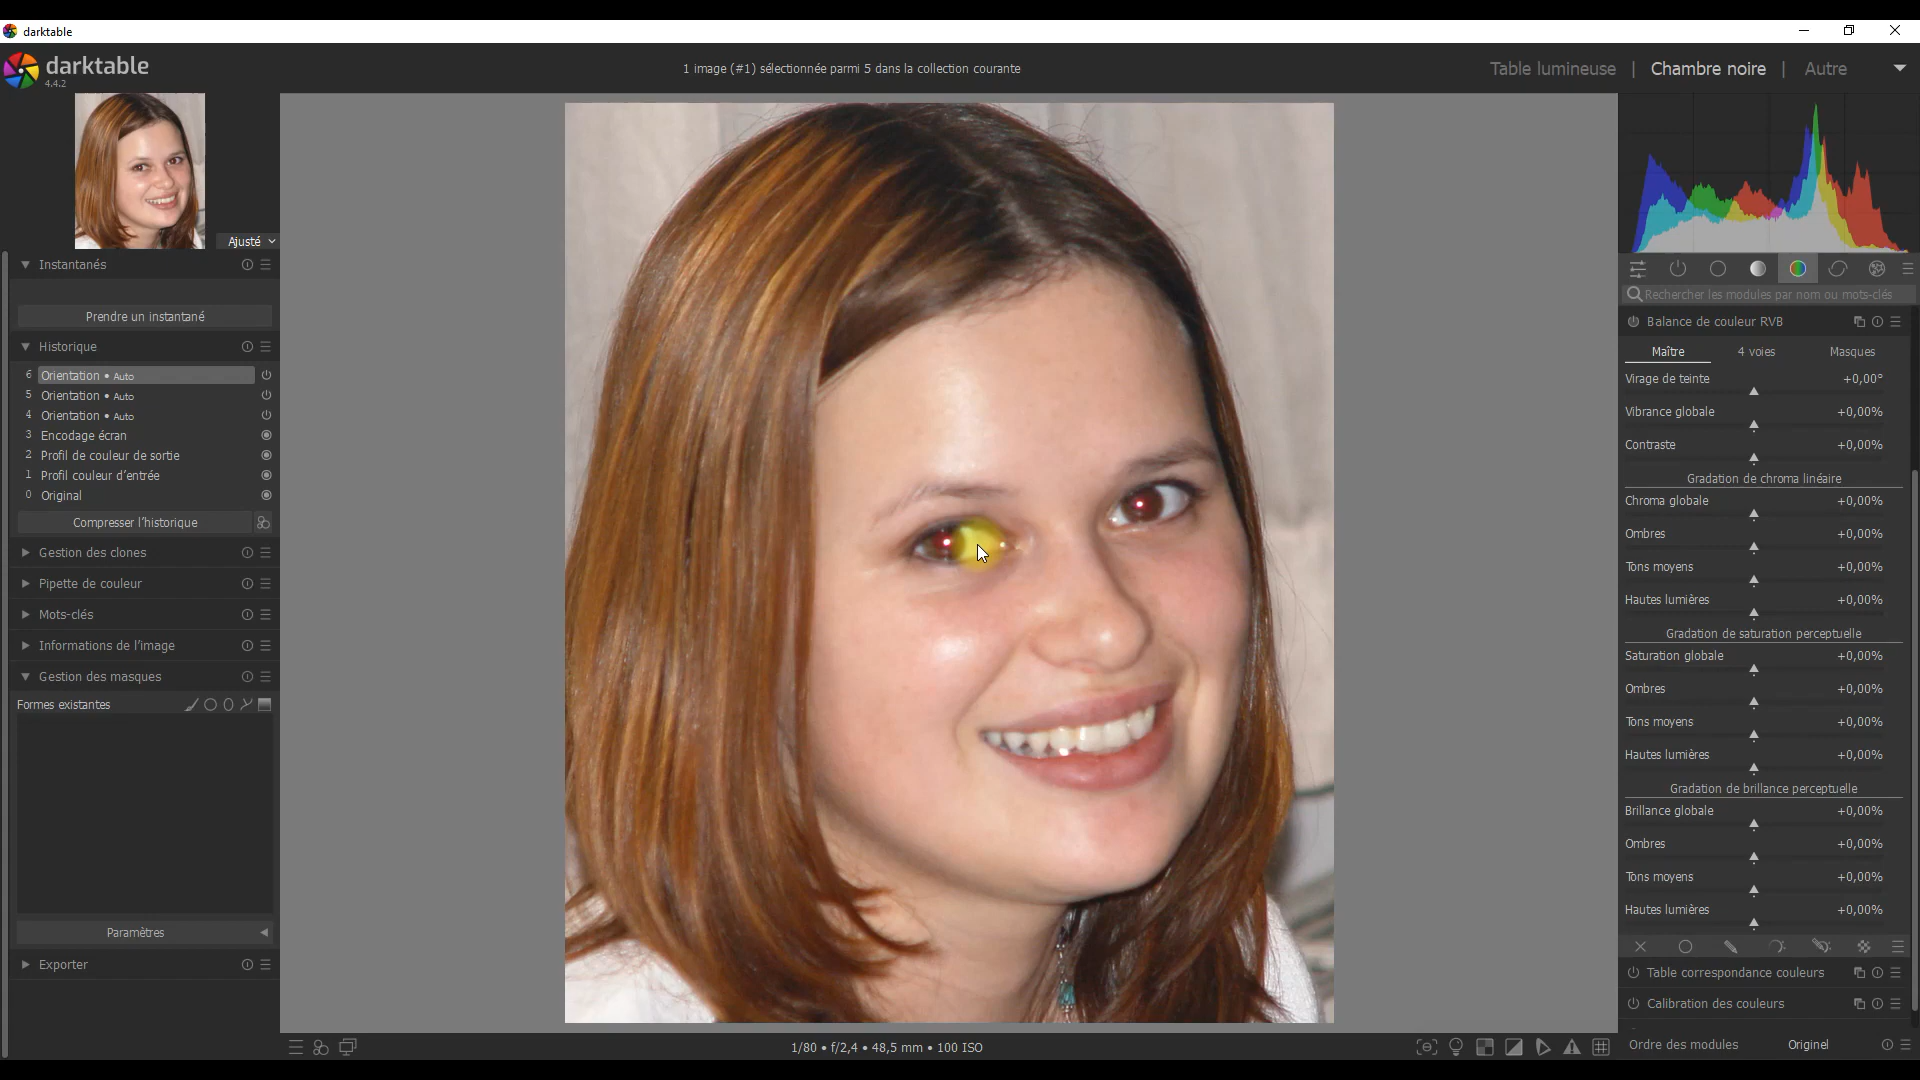 darktable
darktable
4.4.2
1 image (#1) sélectionnée parmi 5 dans la collection courante
Table lumineuse | Chambre noire | Autre
Ajusté
Instantanés
Prendre un instantané
Historique
6 Orientation • Auto
5 Orientation • Auto
4 Orientation • Auto
3 Encodage écran
2 Profil de couleur de sortie
1 Profil couleur d'entrée
0 Original
Compresser l'historique
Gestion des clones
Pipette de couleur
Mots-clés
Informations de l'image
Gestion des masques
Formes existantes
Paramètres
Exporter
1/80 • f/2,4 • 48,5 mm • 100 ISO
Rechercher les modules par nom ou mots-clés
Balance de couleur RVB
Maître 4 voies Masques
Virage de teinte +0,00°
Vibrance globale +0,00%
Contraste +0,00%
Gradation de chroma linéaire
Chroma globale +0,00%
Ombres +0,00%
Tons moyens +0,00%
Hautes lumières +0,00%
Gradation de saturation perceptuelle
Saturation globale +0,00%
Ombres +0,00%
Tons moyens +0,00%
Hautes lumières +0,00%
Gradation de brillance perceptuelle
Brillance globale +0,00%
Ombres +0,00%
Tons moyens +0,00%
Hautes lumières +0,00%
Table correspondance couleurs
Calibration des couleurs
Ordre des modules Originel